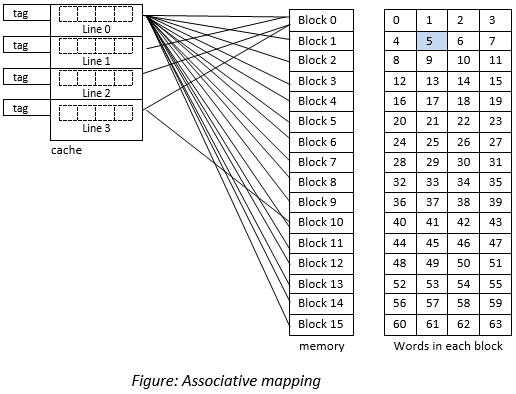 tag
Line 0
tag
Line 1
tag
Line 2
tag
Line 3
cache
Block 0
Block 1
Block 2
Block 3
Block 4
Block 5
Block 6
Block 7
Block 8
Block 9
Block 10
Block 11
Block 12
Block 13
Block 14
Block 15
memory
0 1 2 3
4 5 6 7
8 9 10 11
12 13 14 15
16 17 18 19
20 21 22 23
24 25 26 27
28 29 30 31
32 33 34 35
36 37 38 39
40 41 42 43
44 45 46 47
48 49 50 51
52 53 54 55
56 57 58 59
60 61 62 63
Words in each block
Figure: Associative mapping